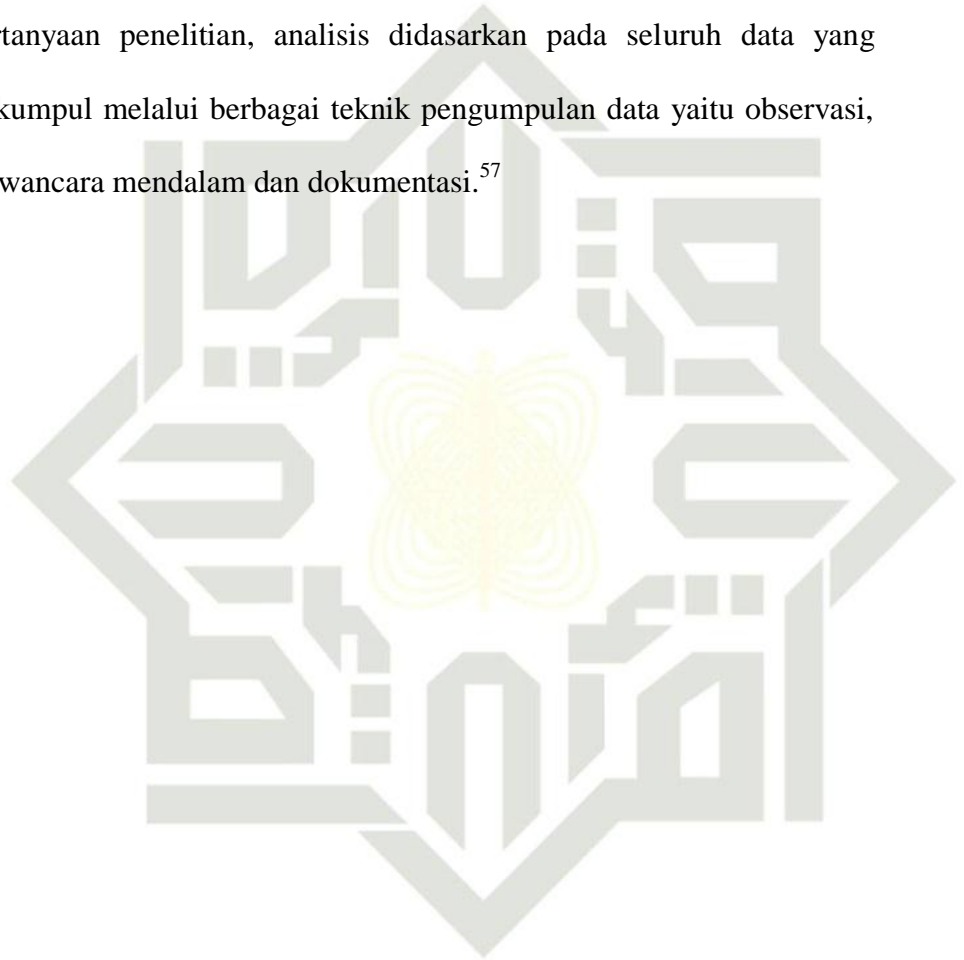 rtanyaan penelitian, analisis didasarkan pada seluruh data yang
kumpul melalui berbagai teknik pengumpulan data yaitu observasi,
wancara mendalam dan dokumentasi.57